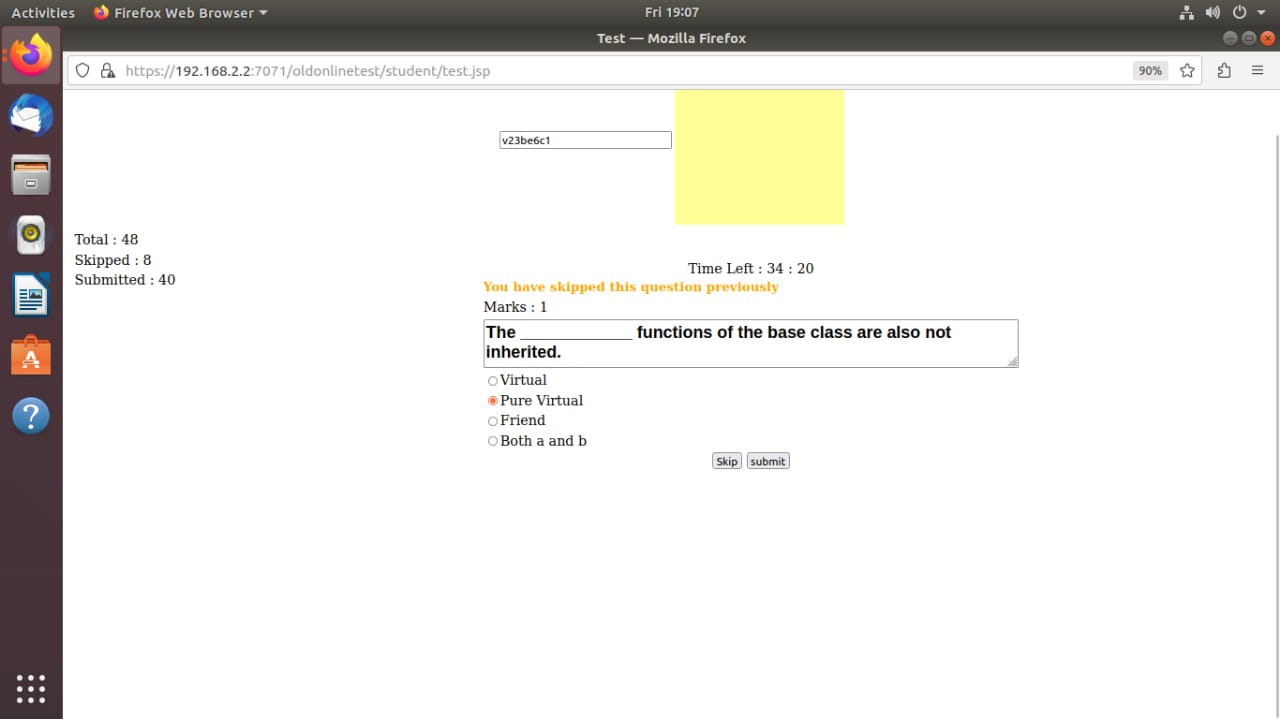 Activities
Firefox Web Browser
Fri 19:07
Test — Mozilla Firefox
https://192.168.2.2:7071/oldonlinetest/student/test.jsp
90%
v23be6c1
Total : 48
Skipped : 8
Submitted : 40
Time Left : 34 : 20
You have skipped this question previously
Marks : 1
The ____________ functions of the base class are also not
inherited.
Virtual
Pure Virtual
Friend
Both a and b
Skip submit